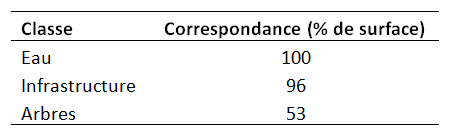 Classe Correspondance (% de surface)
Eau 100
Infrastructure 96
Arbres 53